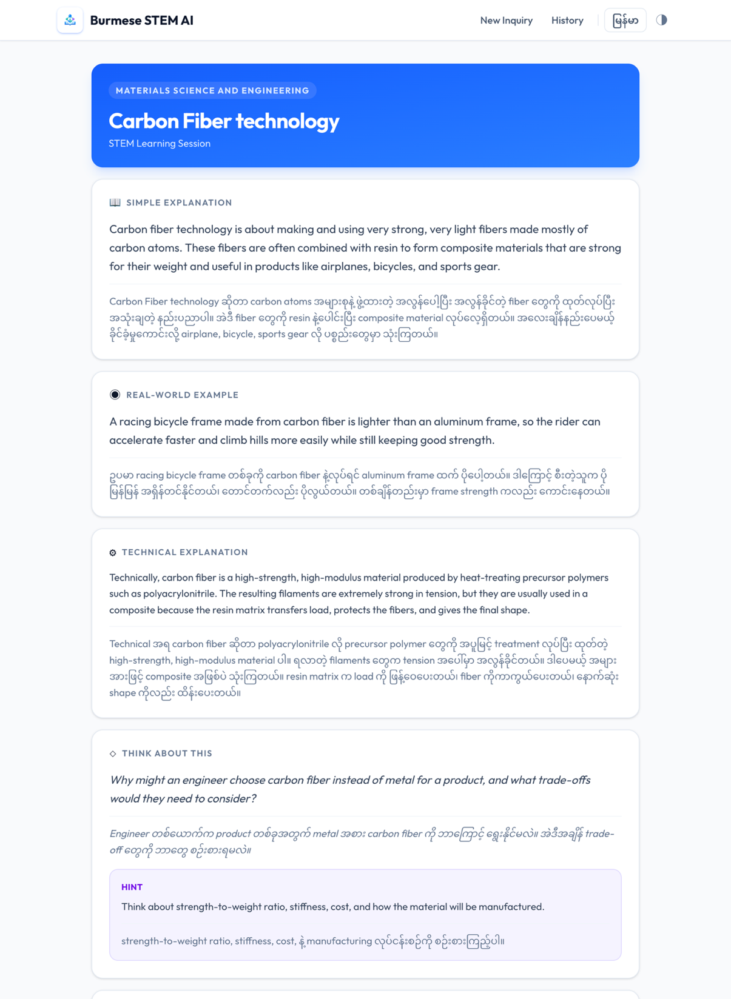 Burmese STEM AI
New Inquiry
History
မြန်မာ
MATERIALS SCIENCE AND ENGINEERING
Carbon Fiber technology
STEM Learning Session
SIMPLE EXPLANATION
Carbon fiber technology is about making and using very strong, very light fibers made mostly of
carbon atoms. These fibers are often combined with resin to form composite materials that are strong
for their weight and useful in products like airplanes, bicycles, and sports gear.
Carbon Fiber technology ဆိုတာ carbon atoms အများစုနဲ့ ဖွဲ့ထားတဲ့ အလွန်ပေါ့ပြီး အလွန်ခိုင်တဲ့ fiber တွေကို ထုတ်လုပ်ပြီး
အသုံးချတဲ့ နည်းပညာပါ။ အဲဒီ fiber တွေကို resin နဲ့ပေါင်းပြီး composite material လုပ်လေ့ရှိတယ်။ အလေးချိန်နည်းပေမယ့်
ခိုင်ခံ့မှုကောင်းလို့ airplane, bicycle, sports gear လို ပစ္စည်းတွေမှာ သုံးကြတယ်။
REAL-WORLD EXAMPLE
A racing bicycle frame made from carbon fiber is lighter than an aluminum frame, so the rider can
accelerate faster and climb hills more easily while still keeping good strength.
ဥပမာ racing bicycle frame တစ်ခုကို carbon fiber နဲ့လုပ်ရင် aluminum frame ထက် ပိုပေါ့တယ်။ ဒါကြောင့် စီးတဲ့သူက ပို
မြန်မြန် အရှိန်တင်နိုင်တယ်၊ တောင်တက်လည်း ပိုလွယ်တယ်။ တစ်ချိန်တည်းမှာ frame strength ကလည်း ကောင်းနေတယ်။
TECHNICAL EXPLANATION
Technically, carbon fiber is a high-strength, high-modulus material produced by heat-treating precursor polymers
such as polyacrylonitrile. The resulting filaments are extremely strong in tension, but they are usually used in a
composite because the resin matrix transfers load, protects the fibers, and gives the final shape.
Technical အရ carbon fiber ဆိုတာ polyacrylonitrile လို precursor polymer တွေကို အပူမြင့် treatment လုပ်ပြီး ထုတ်တဲ့
high-strength, high-modulus material ပါ။ ရလာတဲ့ filaments တွေက tension အပေါ်မှာ အလွန်ခိုင်တယ်။ ဒါပေမယ့် အများ
အားဖြင့် composite အဖြစ်ပဲ သုံးကြတယ်။ resin matrix က load ကို ဖြန့်ဝေပေးတယ်၊ fiber ကိုကာကွယ်ပေးတယ်၊ နောက်ဆုံး
shape ကိုလည်း ထိန်းပေးတယ်။
THINK ABOUT THIS
Why might an engineer choose carbon fiber instead of metal for a product, and what trade-offs
would they need to consider?
Engineer တစ်ယောက်က product တစ်ခုအတွက် metal အစား carbon fiber ကို ဘာကြောင့် ရွေးနိုင်မလဲ။ အဲဒီအချိန် trade-
off တွေကို ဘာတွေ စဉ်းစားရမလဲ။
HINT
Think about strength-to-weight ratio, stiffness, cost, and how the material will be manufactured.
strength-to-weight ratio, stiffness, cost, နဲ့ manufacturing လုပ်ငန်းစဉ်ကို စဉ်းစားကြည့်ပါ။